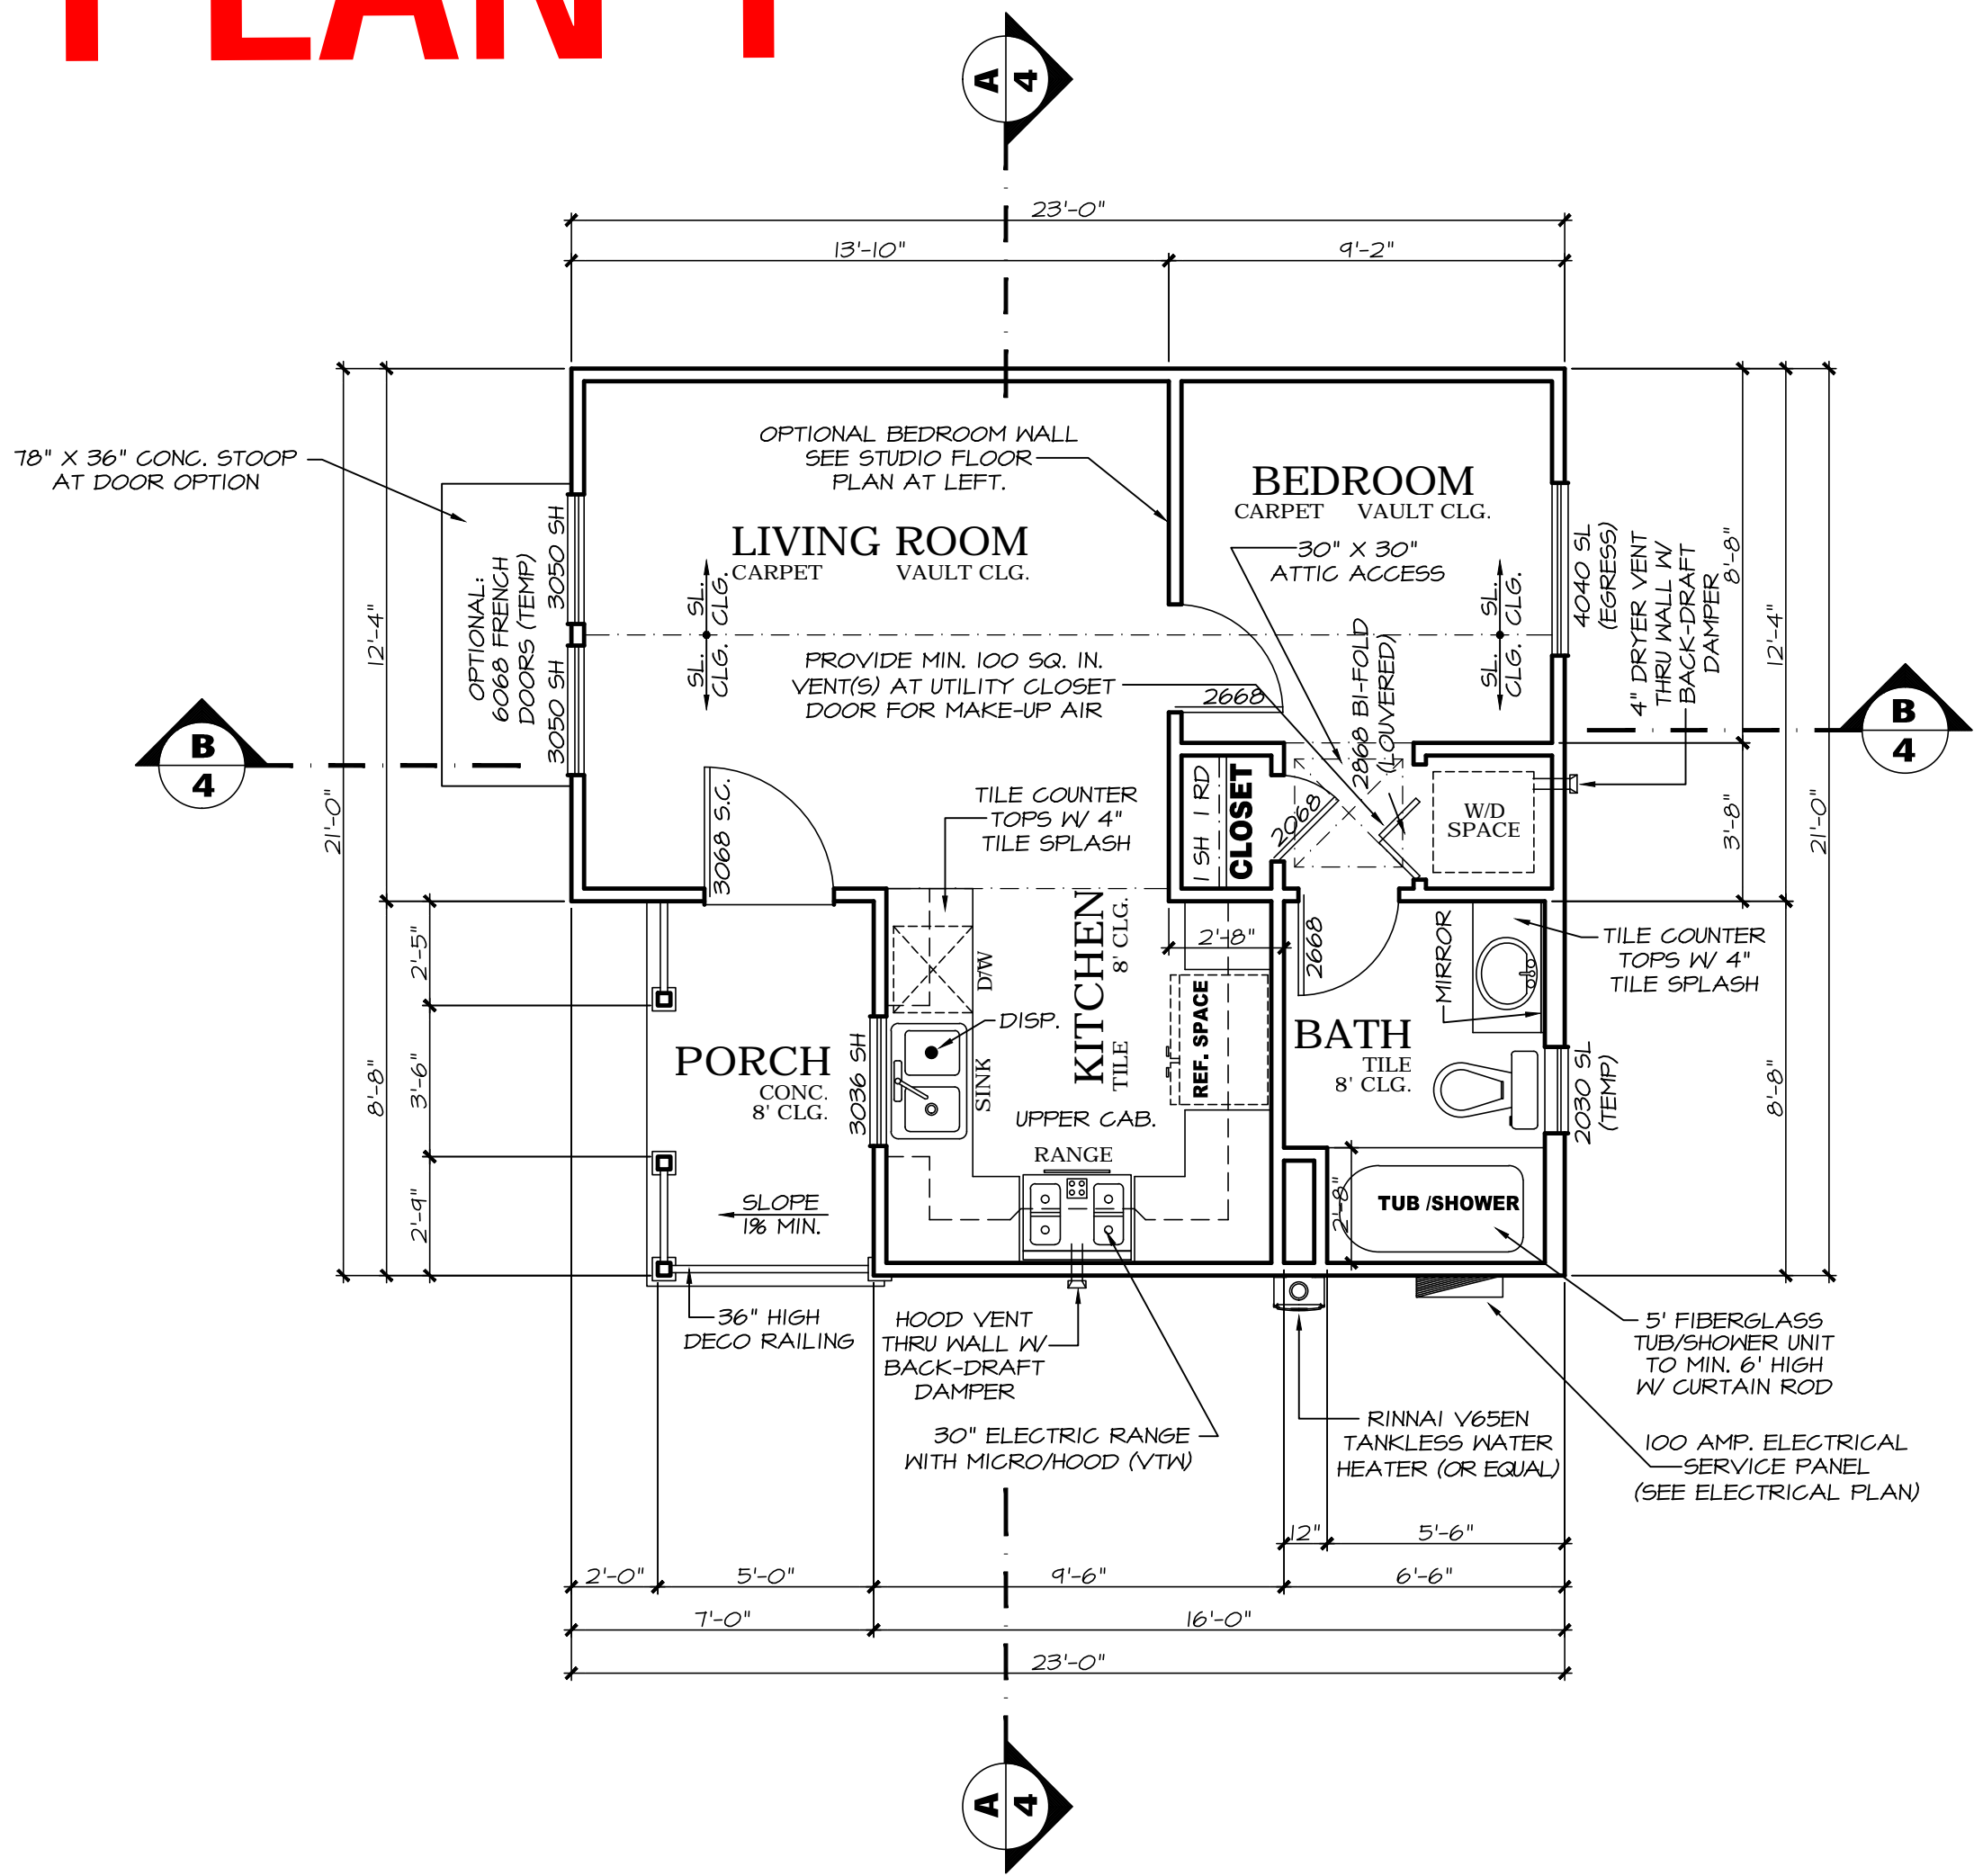 PLAN 1
A
4
23'-0"
13'-10"
9'-2"
78" X 36" CONC. STOOP
AT DOOR OPTION
OPTIONAL BEDROOM WALL
SEE STUDIO FLOOR
PLAN AT LEFT.
BEDROOM
CARPET VAULT CLG.
LIVING ROOM
CARPET VAULT CLG.
30" X 30"
ATTIC ACCESS
OPTIONAL:
6068 FRENCH
DOORS (TEMP)
3050 SH
3050 SH
SL.
CLG.
SL.
CLG.
SL.
CLG.
SL.
CLG.
4040 SL
(EGRESS)
4" DRYER VENT
THRU WALL W/
BACK-DRAFT
DAMPER
8'-8"
12'-4"
12'-4"
21'-0"
21'-0"
3'-8"
PROVIDE MIN. 100 SQ. IN.
VENT(S) AT UTILITY CLOSET
DOOR FOR MAKE-UP AIR
2668
2868 BI-FOLD
(LOUVERED)
B
4
B
4
3068 S.C.
TILE COUNTER
TOPS W/ 4"
TILE SPLASH
1 SH 1 RD
CLOSET
2068
W/D
SPACE
2'-5"
3'-6"
2'-9"
8'-8"
8'-8"
KITCHEN
TILE 8' CLG.
2'-8"
2668
MIRROR
TILE COUNTER
TOPS W/ 4"
TILE SPLASH
D/W
DISP.
SINK
REF. SPACE
BATH
TILE
8' CLG.
PORCH
CONC.
8' CLG.
3036 SH
2030 SL
(TEMP)
UPPER CAB.
RANGE
SLOPE
1% MIN.
2'-8"
TUB /SHOWER
36" HIGH
DECO RAILING
HOOD VENT
THRU WALL W/
BACK-DRAFT
DAMPER
5' FIBERGLASS
TUB/SHOWER UNIT
TO MIN. 6' HIGH
W/ CURTAIN ROD
30" ELECTRIC RANGE
WITH MICRO/HOOD (VTW)
RINNAI V65EN
TANKLESS WATER
HEATER (OR EQUAL)
100 AMP. ELECTRICAL
SERVICE PANEL
(SEE ELECTRICAL PLAN)
12"
5'-6"
2'-0"
5'-0"
9'-6"
6'-6"
7'-0"
16'-0"
23'-0"
A
4